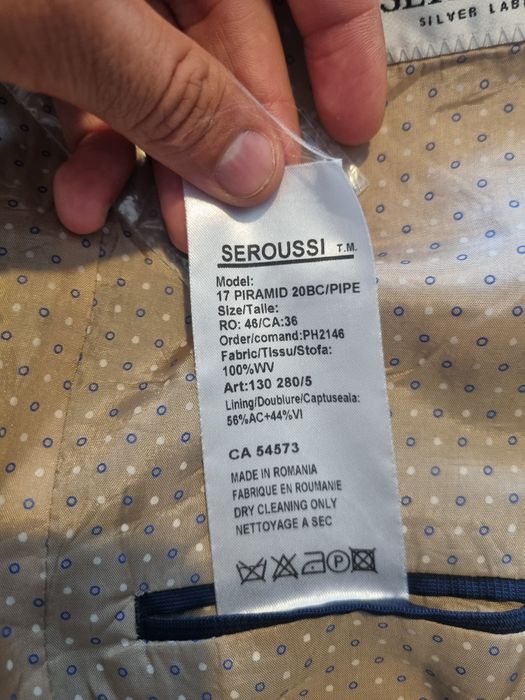 SILVER LAB
SEROUSSI T.M.
Model:
17 PIRAMID 20BC/PIPE
Size/Taile:
RO: 46/CA:36
Order/comand:PH2146
Fabric/Tissu/Stofa:
100%WV
Art:130 280/5
Lining/Doublure/Captuseala:
56%AC+44%VI
CA 54573
MADE IN ROMANIA
FABRIQUE EN ROUMANIE
DRY CLEANING ONLY
NETTOYAGE A SEC
P